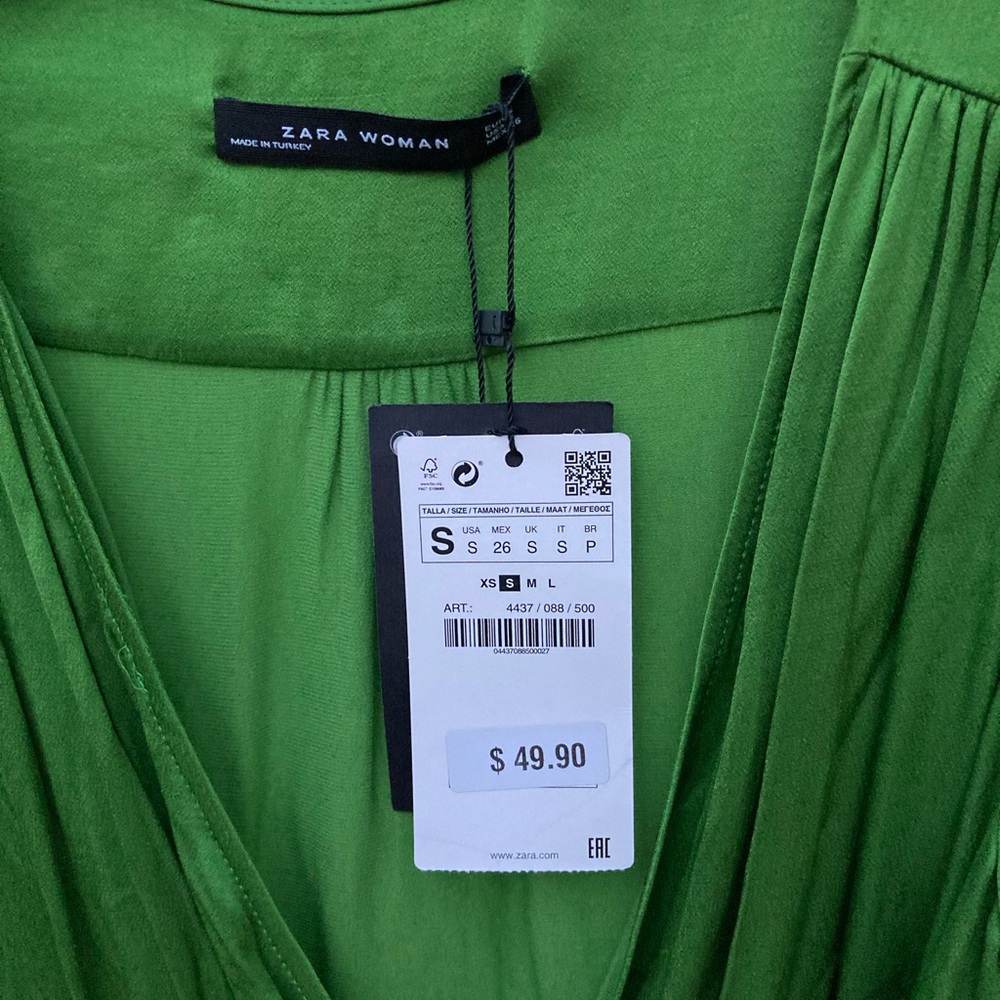 ZARA WOMAN
MADE IN TURKEY
FSC
TALLA / SIZE / TAMANHO / TAILLE / MAAT / ΜΕΓΕΘΟΣ
S USA MEX UK IT BR
S 26 S S P
XS S M L
ART.: 4437 / 088 / 500
04437088500027
$ 49.90
www.zara.com
EAC